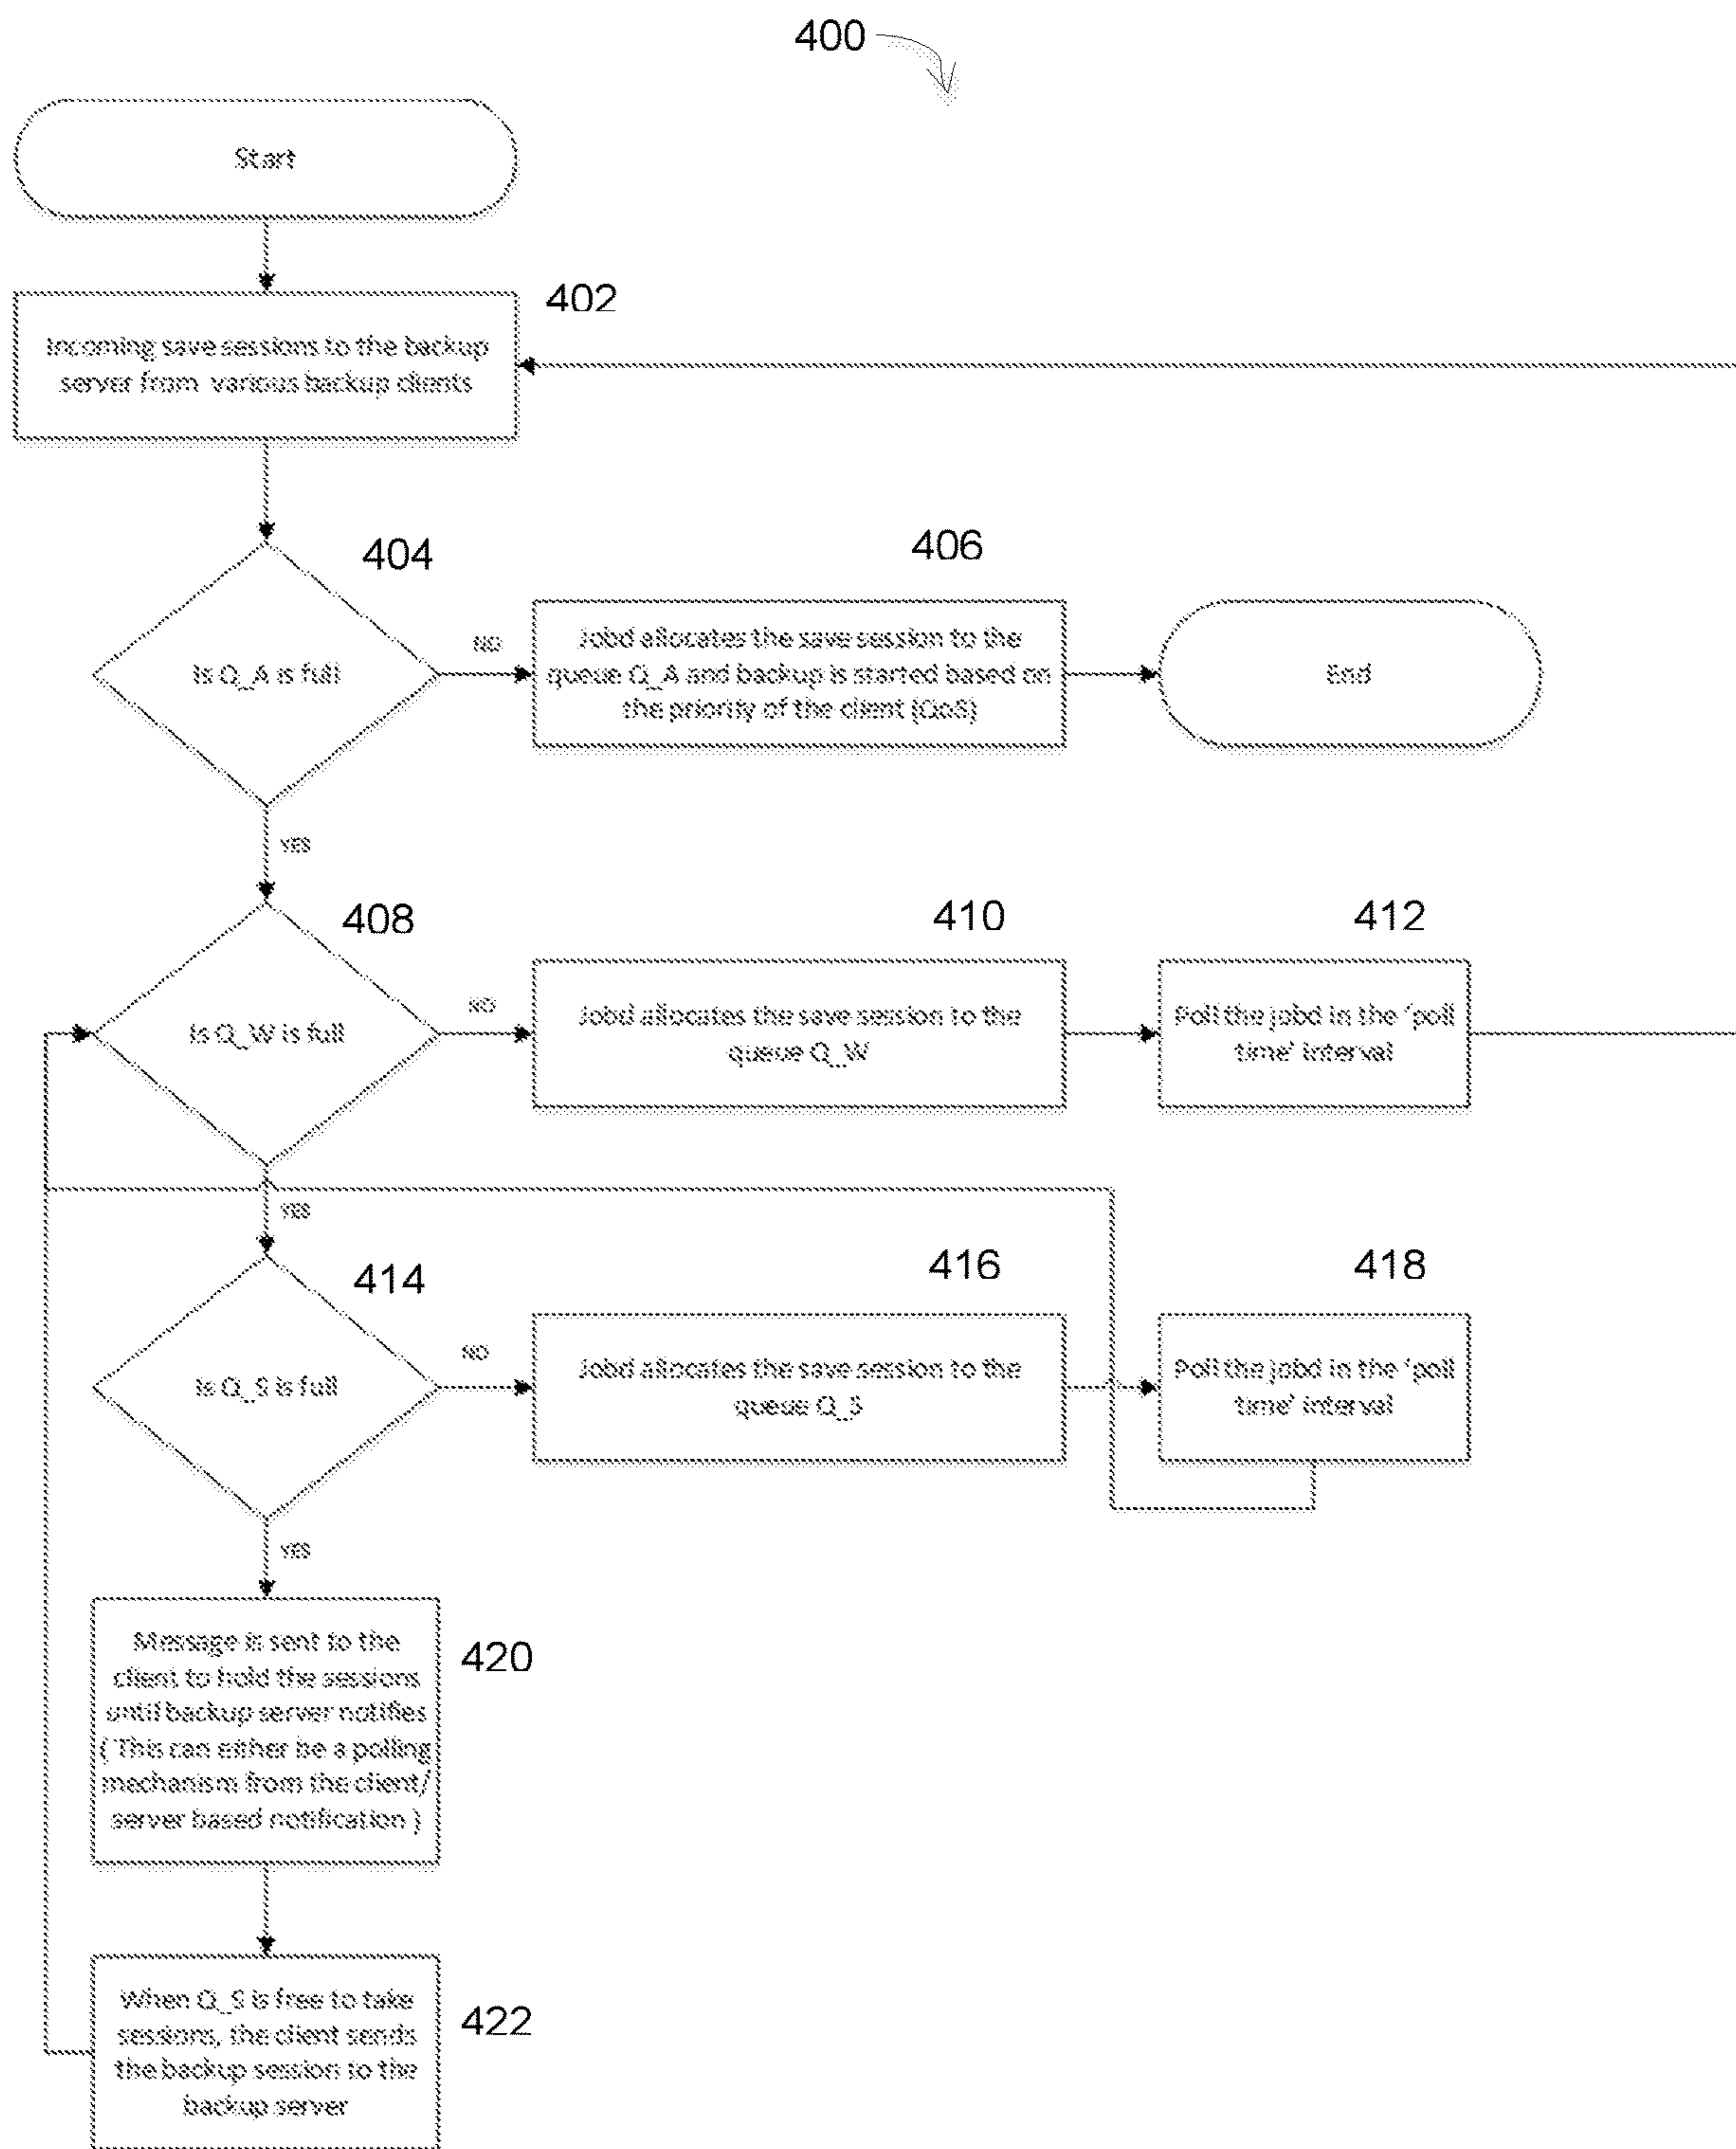 400
Start
402
Incoming save sessions to the backup
server from various backup clients
404
Is Q_A is full
NO
406
Jobd allocates the save session to the
queue Q_A and backup is started based on
the priority of the client (QoS)
End
YES
408
Is Q_W is full
NO
410
Jobd allocates the save session to the
queue Q_W
412
Poll the jobd in the ‘poll
time’ interval
YES
414
Is Q_S is full
NO
416
Jobd allocates the save session to the
queue Q_S
418
Poll the jobd in the ‘poll
time’ interval
YES
420
Message is sent to the
client to hold the sessions
until backup server notifies
( This can either be a polling
mechanism from the client/
server based notification )
422
When Q_S is free to take
sessions, the client sends
the backup session to the
backup server